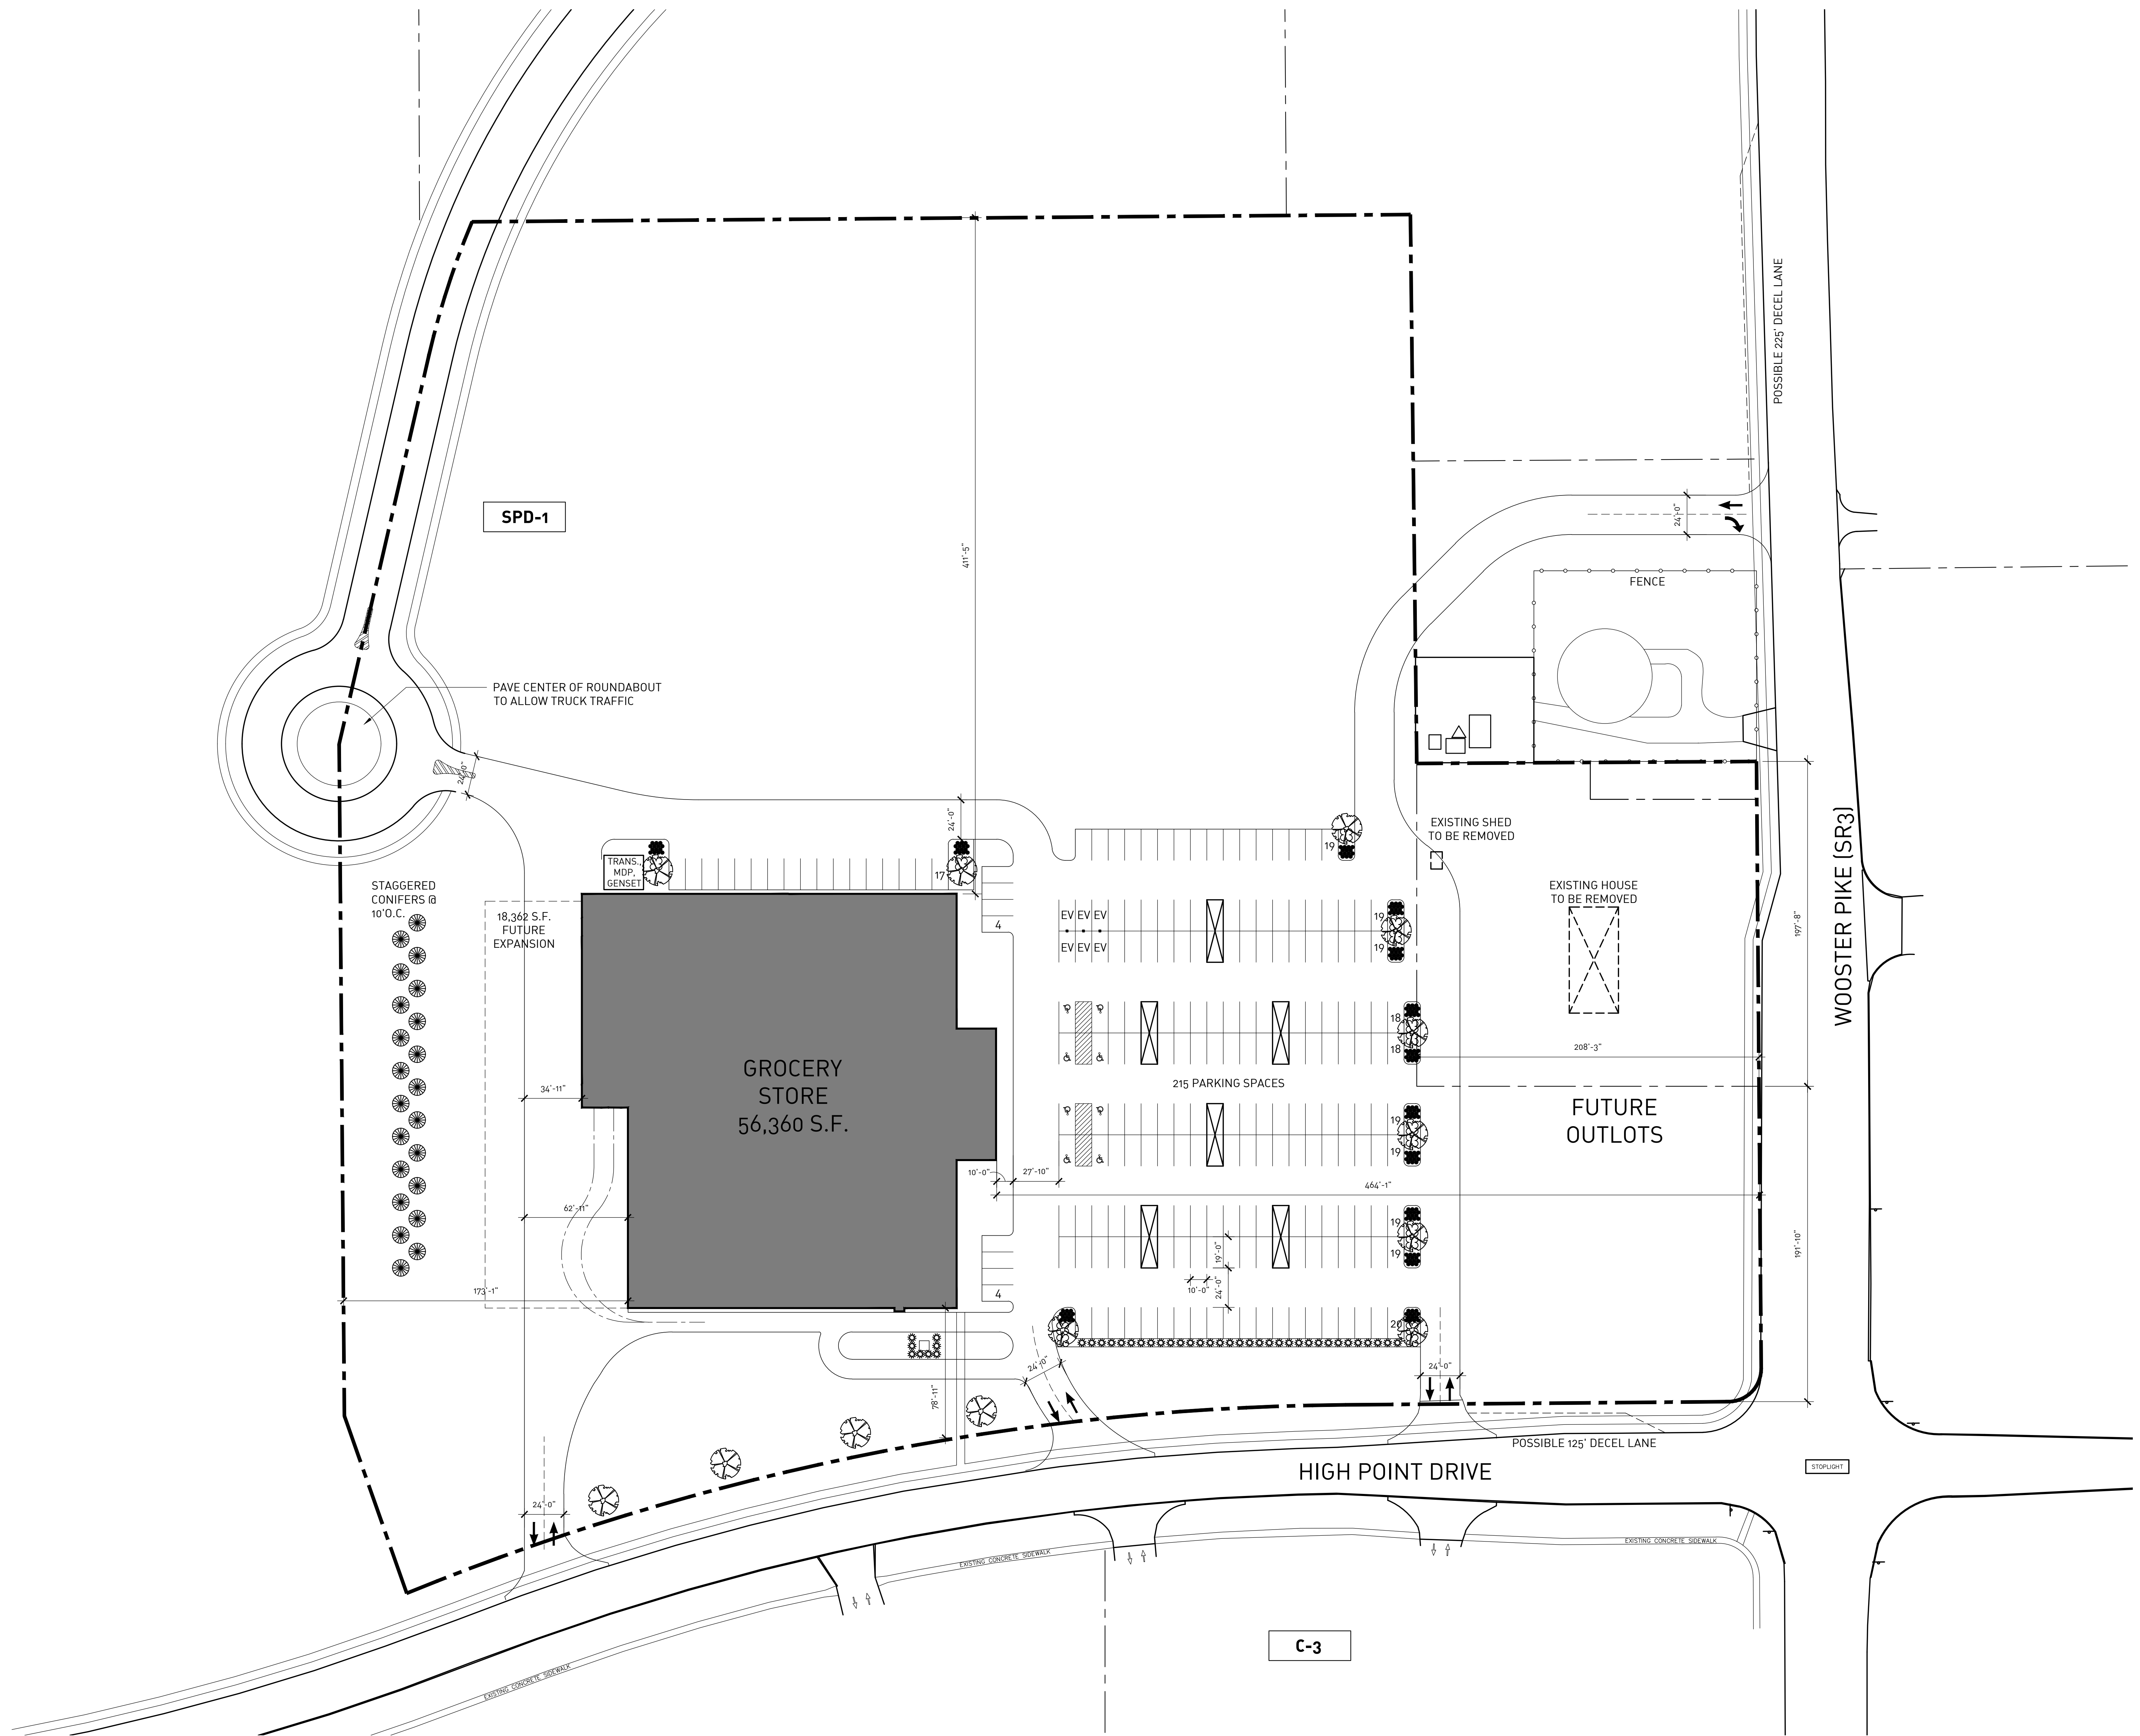 POSSIBLE 225' DECEL LANE
SPD-1
24'-0"
411'-5"
FENCE
PAVE CENTER OF ROUNDABOUT
TO ALLOW TRUCK TRAFFIC
24'-0"
24'-0"
EXISTING SHED
TO BE REMOVED
19
WOOSTER PIKE (SR3)
TRANS.,
MDP,
GENSET
17
STAGGERED
CONIFERS @
10'O.C.
EXISTING HOUSE
TO BE REMOVED
18,362 S.F.
FUTURE
EXPANSION
4
EV EV EV
EV EV EV
19
19
197'-8"
18
18
208'-3"
GROCERY
STORE
56,360 S.F.
215 PARKING SPACES
34'-11"
FUTURE
OUTLOTS
19
19
10'-0"
27'-10"
464'-1"
62'-11"
19
19
19'-0"
191'-10"
10'-0"
24'-0"
173'-1"
4
20
24'-0"
24'-0"
78'-11"
POSSIBLE 125' DECEL LANE
HIGH POINT DRIVE
STOPLIGHT
24'-0"
EXISTING CONCRETE SIDEWALK
EXISTING CONCRETE SIDEWALK
C-3
EXISTING CONCRETE SIDEWALK